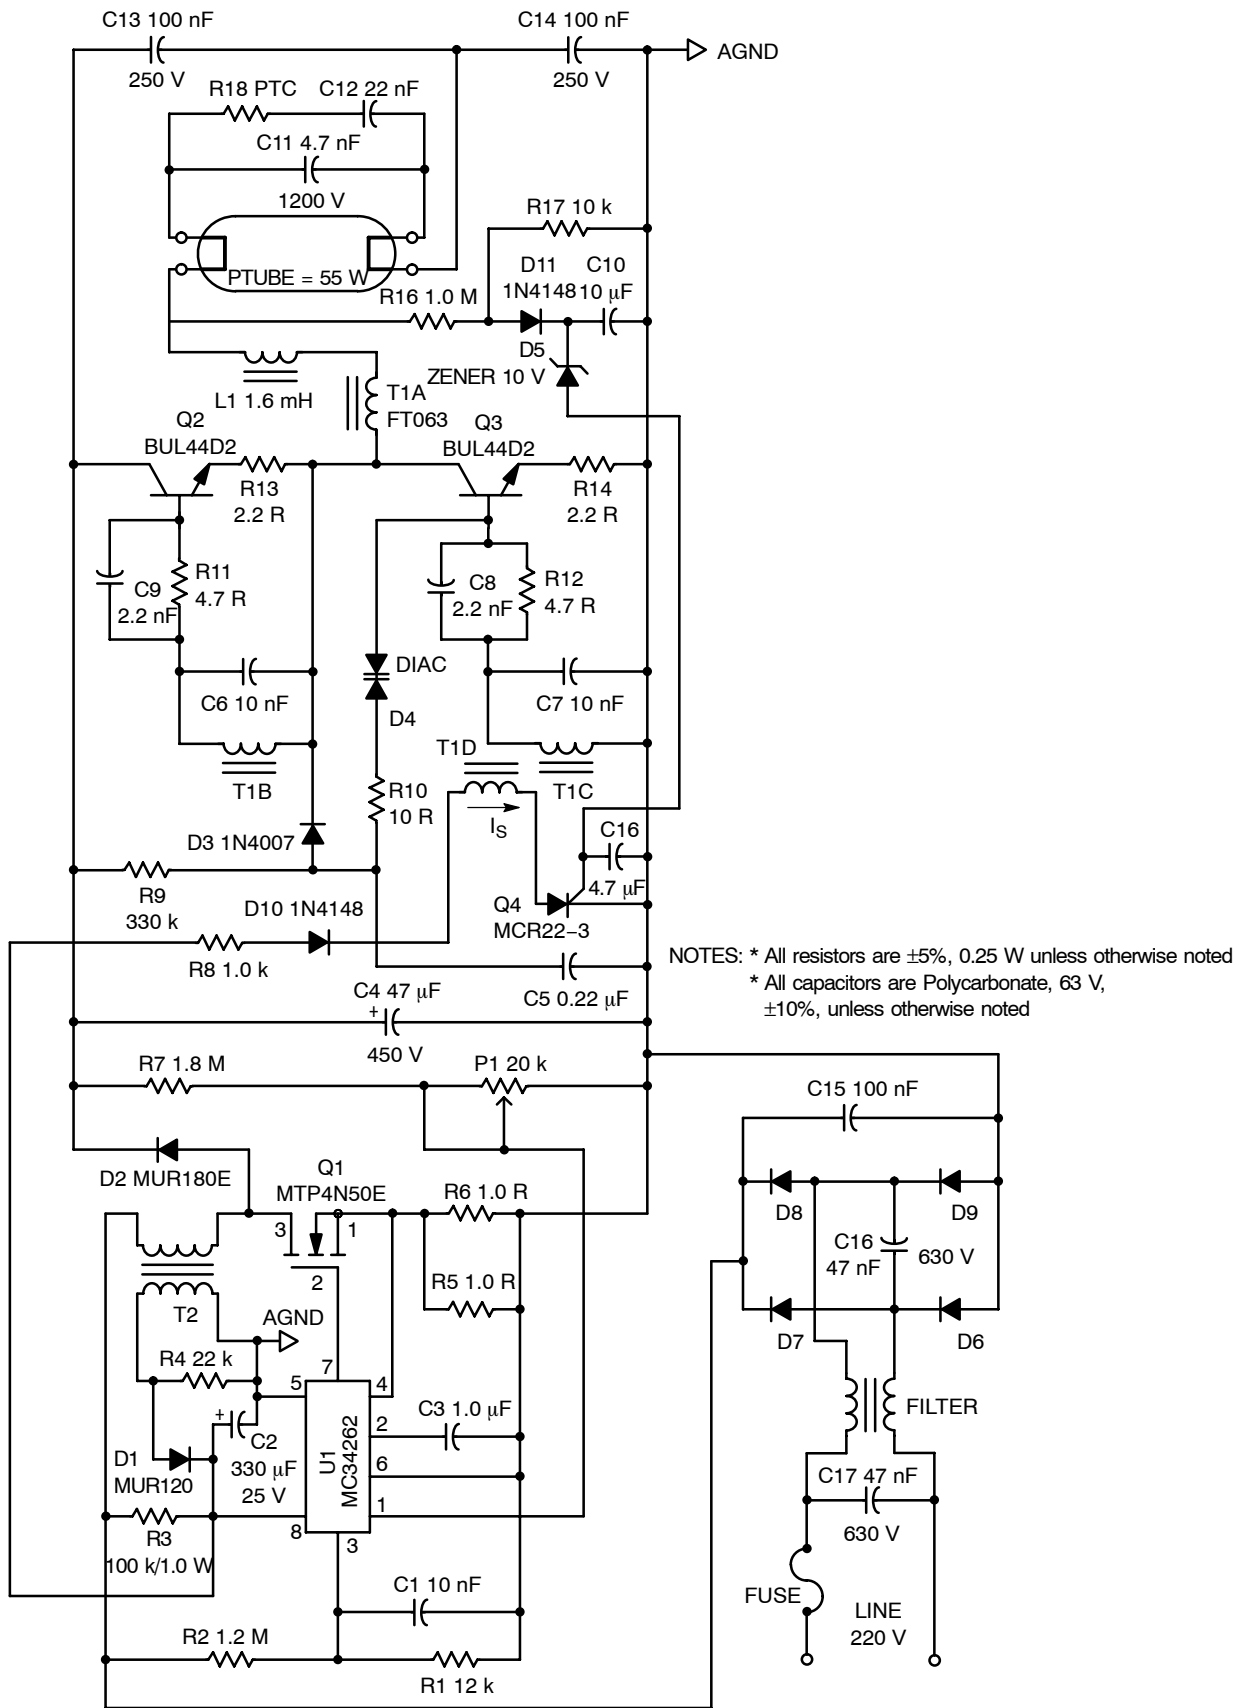 C13 100 nF
250 V
C14 100 nF
250 V
AGND
R18 PTC
C12 22 nF
C11 4.7 nF
1200 V
PTUBE = 55 W
R17 10 k
D11
1N4148
C10
10 μF
R16 1.0 M
D5
ZENER 10 V
L1 1.6 mH
T1A
FT063
Q2
BUL44D2
Q3
BUL44D2
R13
2.2 R
R14
2.2 R
C9
2.2 nF
R11
4.7 R
C8
2.2 nF
R12
4.7 R
DIAC
D4
C6 10 nF
C7 10 nF
T1B
T1D
T1C
R10
10 R
IS
D3 1N4007
C16
4.7 μF
R9
330 k
D10 1N4148
Q4
MCR22−3
R8 1.0 k
C5 0.22 μF
NOTES: * All resistors are ±5%, 0.25 W unless otherwise noted
* All capacitors are Polycarbonate, 63 V,
±10%, unless otherwise noted
C4 47 μF
+
450 V
R7 1.8 M
P1 20 k
C15 100 nF
D2 MUR180E
Q1
MTP4N50E
3
1
2
R6 1.0 R
R5 1.0 R
D8
D9
C16
47 nF
630 V
D7
D6
T2
AGND
R4 22 k
7
5
4
+
C2
330 μF
25 V
U1
MC34262
2
C3 1.0 μF
6
1
D1
MUR120
8
3
R3
100 k/1.0 W
FILTER
C17 47 nF
630 V
FUSE
LINE
220 V
C1 10 nF
R2 1.2 M
R1 12 k